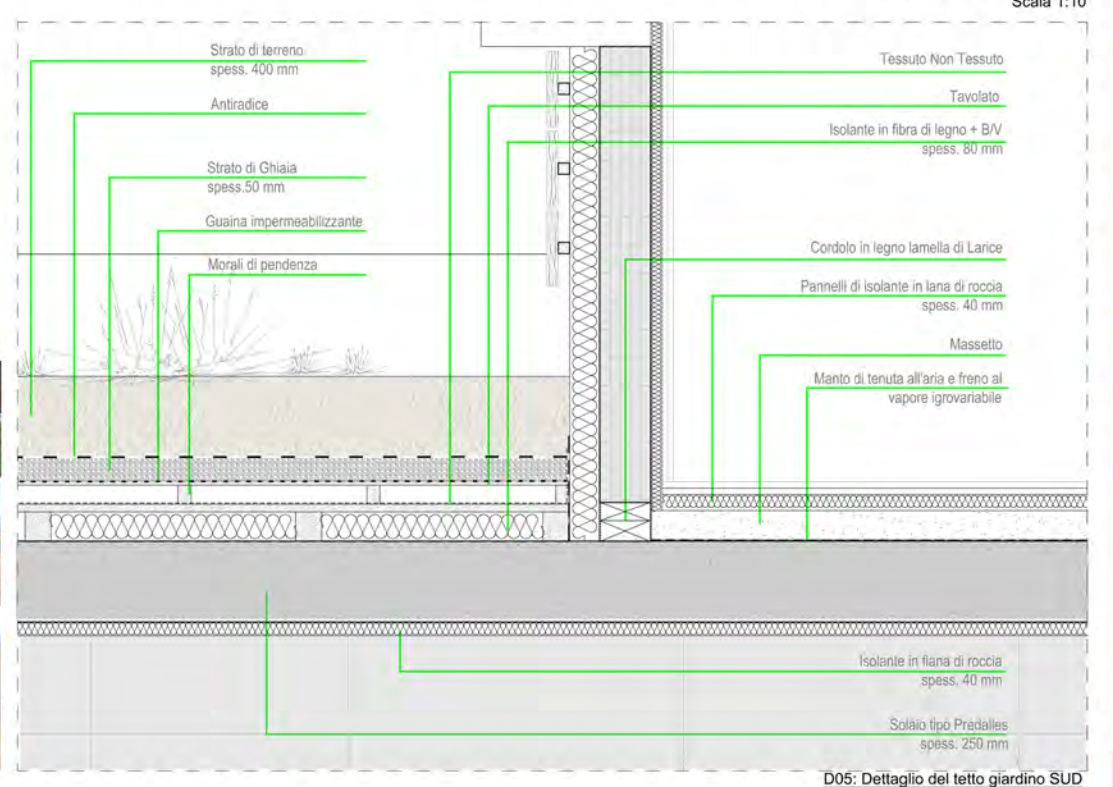 Scala 1:10
Strato di terreno
spess. 400 mm
Antiradice
Strato di Ghiaia
spess.50 mm
Guaina impermeabilizzante
Morali di pendenza
Tessuto Non Tessuto
Tavolato
Isolante in fibra di legno + B/V
spess. 80 mm
Cordolo in legno lamella di Larice
Pannelli di isolante in lana di roccia
spess. 40 mm
Massetto
Manto di tenuta all'aria e freno al
vapore igrovariabile
Isolante in flana di roccia
spess. 40 mm
Solaio tipo Predalles
spess. 250 mm
D05: Dettaglio del tetto giardino SUD